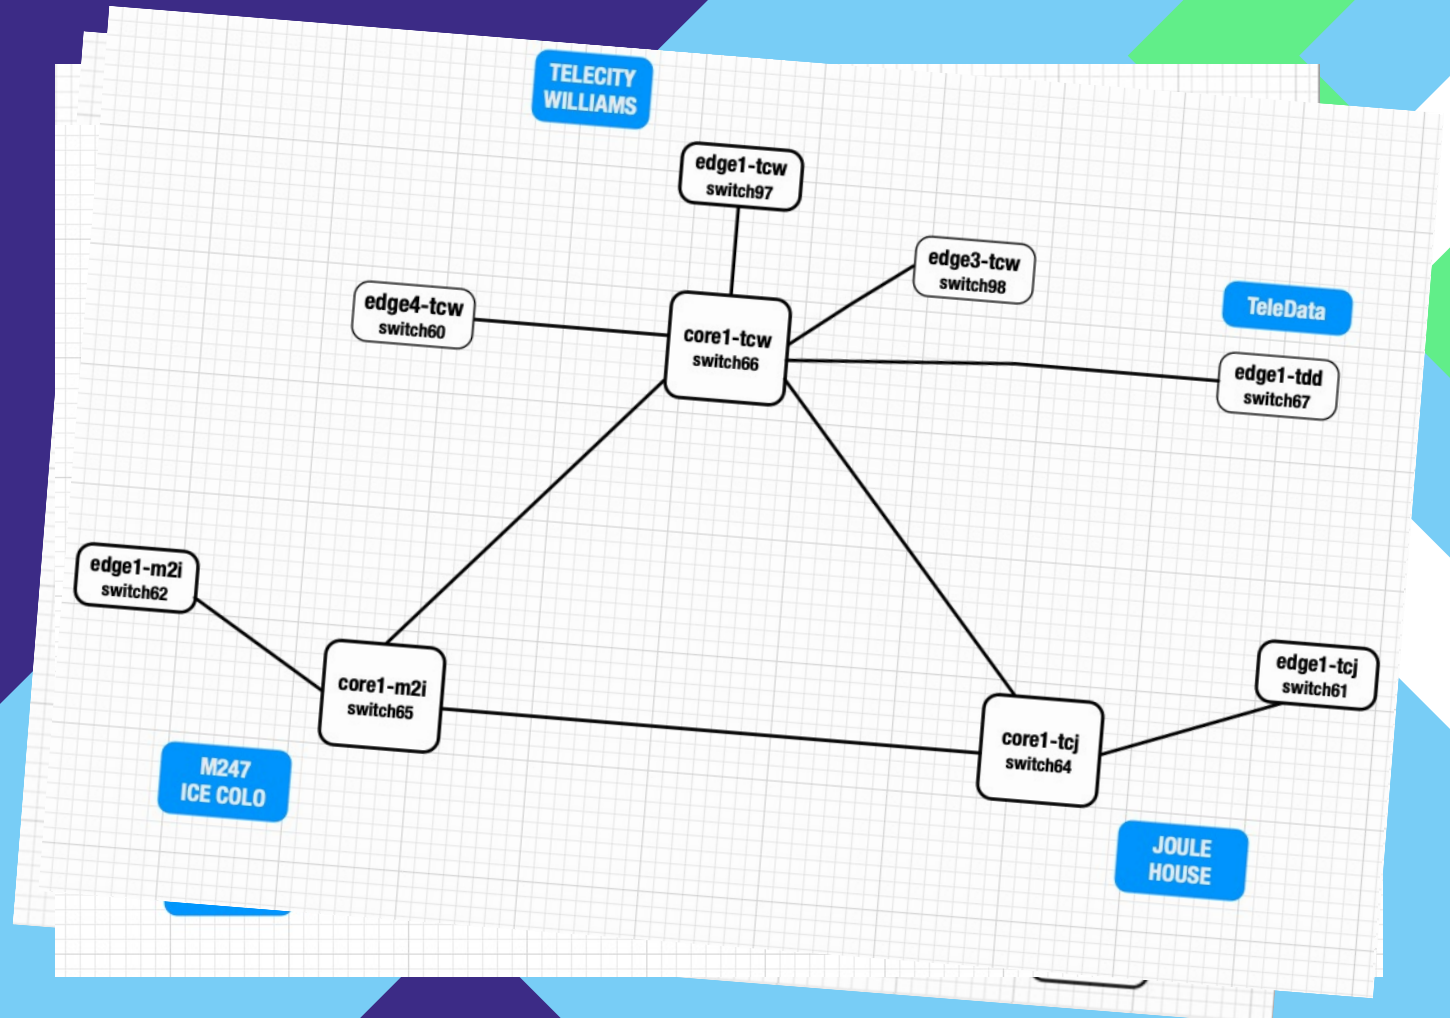 TELECITY
WILLIAMS
edge1-tcw
switch97
edge3-tcw
switch98
edge4-tcw
switch60
TeleData
core1-tcw
switch66
edge1-tdd
switch67
edge1-m2i
switch62
core1-m2i
switch65
edge1-tcj
switch61
core1-tcj
switch64
M247
ICE COLO
JOULE
HOUSE